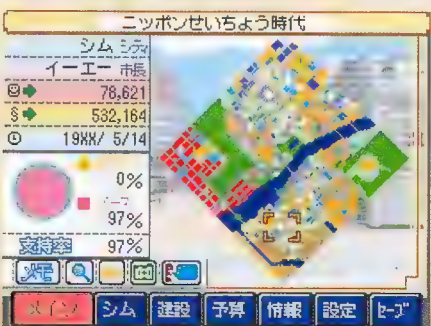 ニッポンせいちょう時代
シム シティ
イーエー 市長
78,621
§ 532,164
19XX/ 5/14
0%
97%
支持率 97%
メモ
メイン シム 建設 予算 情報 設定 セーブ